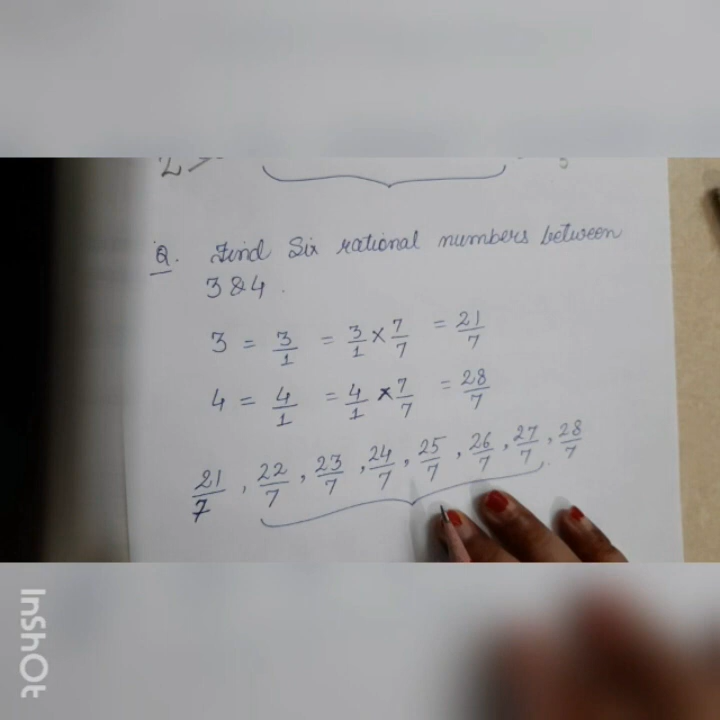 Q. Find Six rational numbers between
3 & 4.
3 = 3/1 = 3/1 × 7/7 = 21/7
4 = 4/1 = 4/1 × 7/7 = 28/7
21/7, 22/7, 23/7, 24/7, 25/7, 26/7, 27/7, 28/7
InShOt